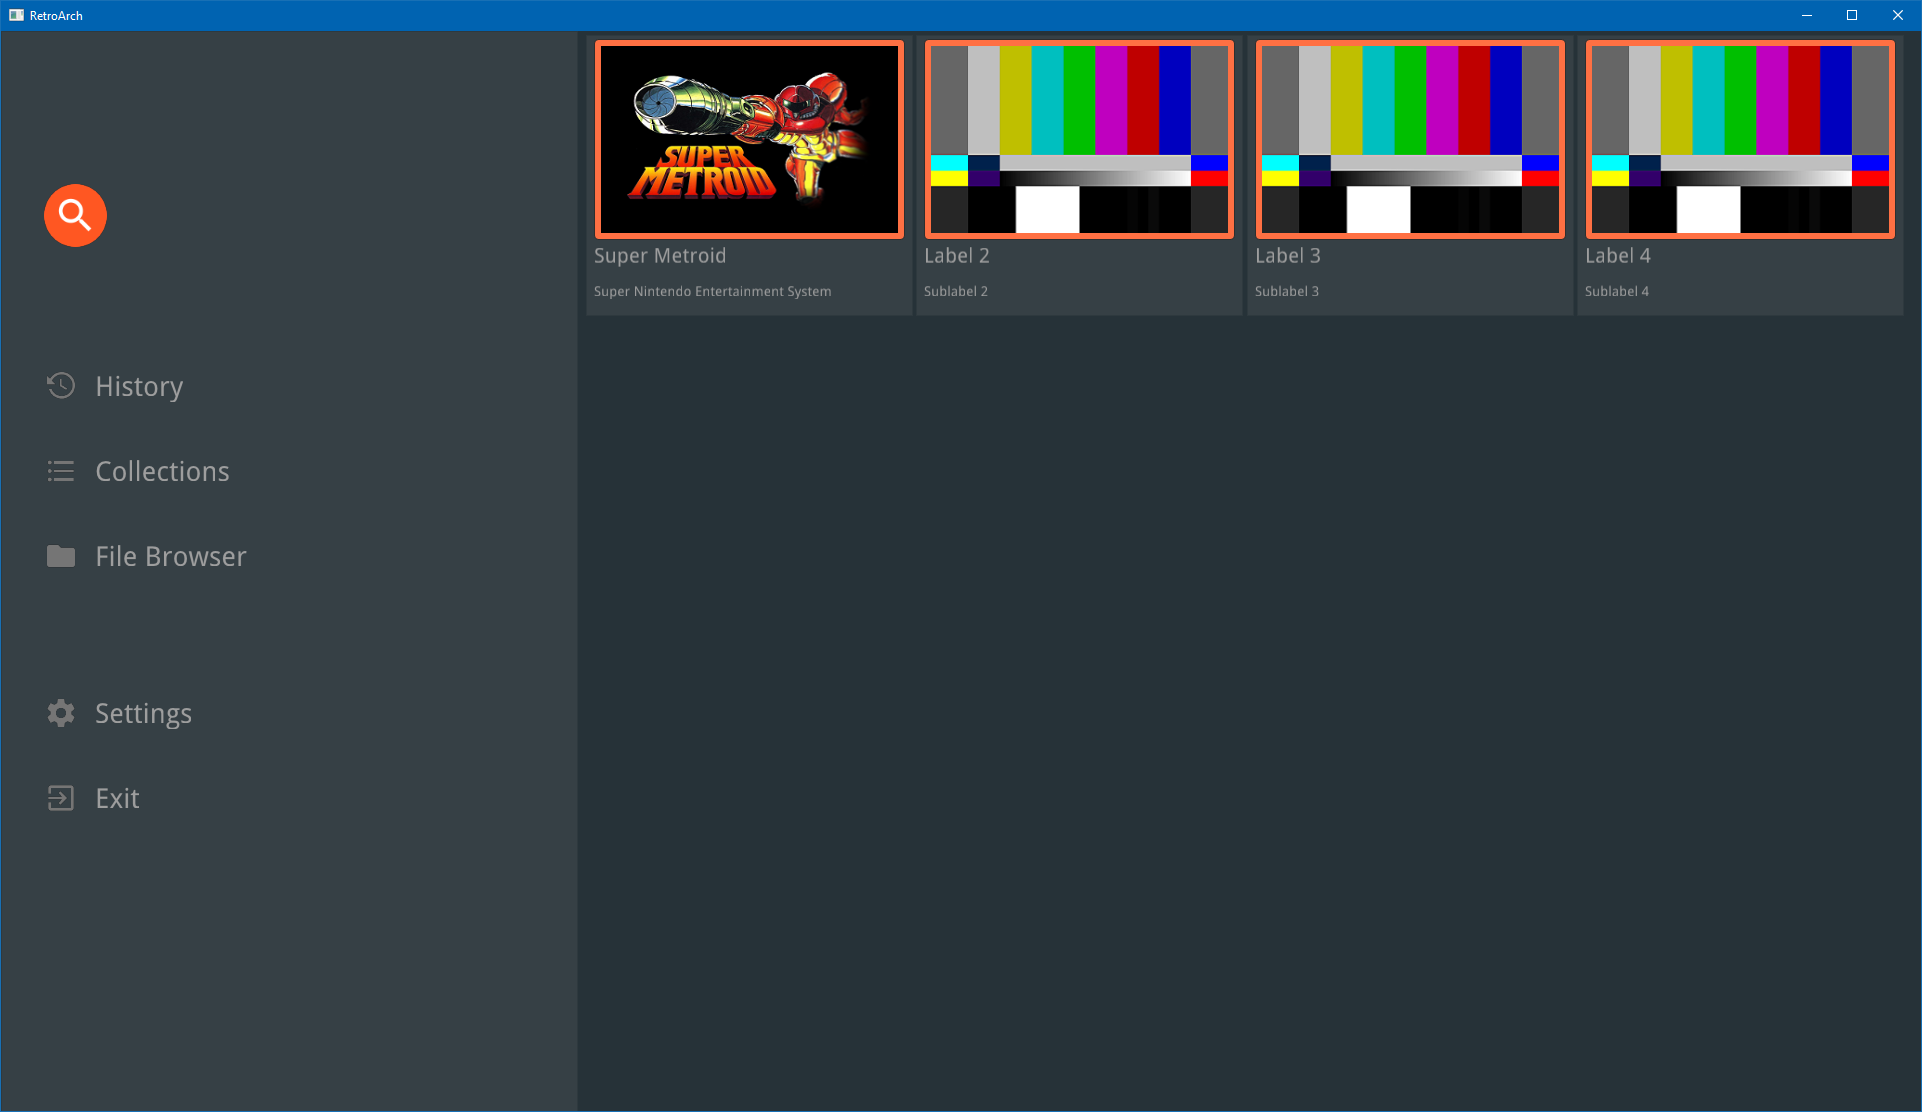 RetroArch
History
Collections
File Browser
Settings
Exit
SUPER
METROID
Super Metroid
Super Nintendo Entertainment System
Label 2
Sublabel 2
Label 3
Sublabel 3
Label 4
Sublabel 4